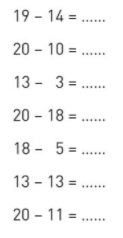 19 – 14 = ......
20 – 10 = ......
13 – 3 = ......
20 – 18 = ......
18 – 5 = ......
13 – 13 = ......
20 – 11 = ......